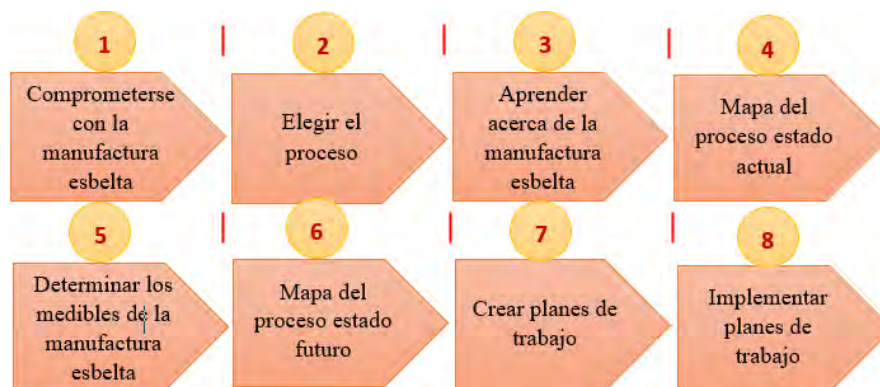 1
Comprometerse
con la
manufactura
esbelta
2
Elegir el
proceso
3
Aprender
acerca de la
manufactura
esbelta
4
Mapa del
proceso estado
actual
5
Determinar los
medibles de la
manufactura
esbelta
6
Mapa del
proceso estado
futuro
7
Crear planes de
trabajo
8
Implementar
planes de
trabajo